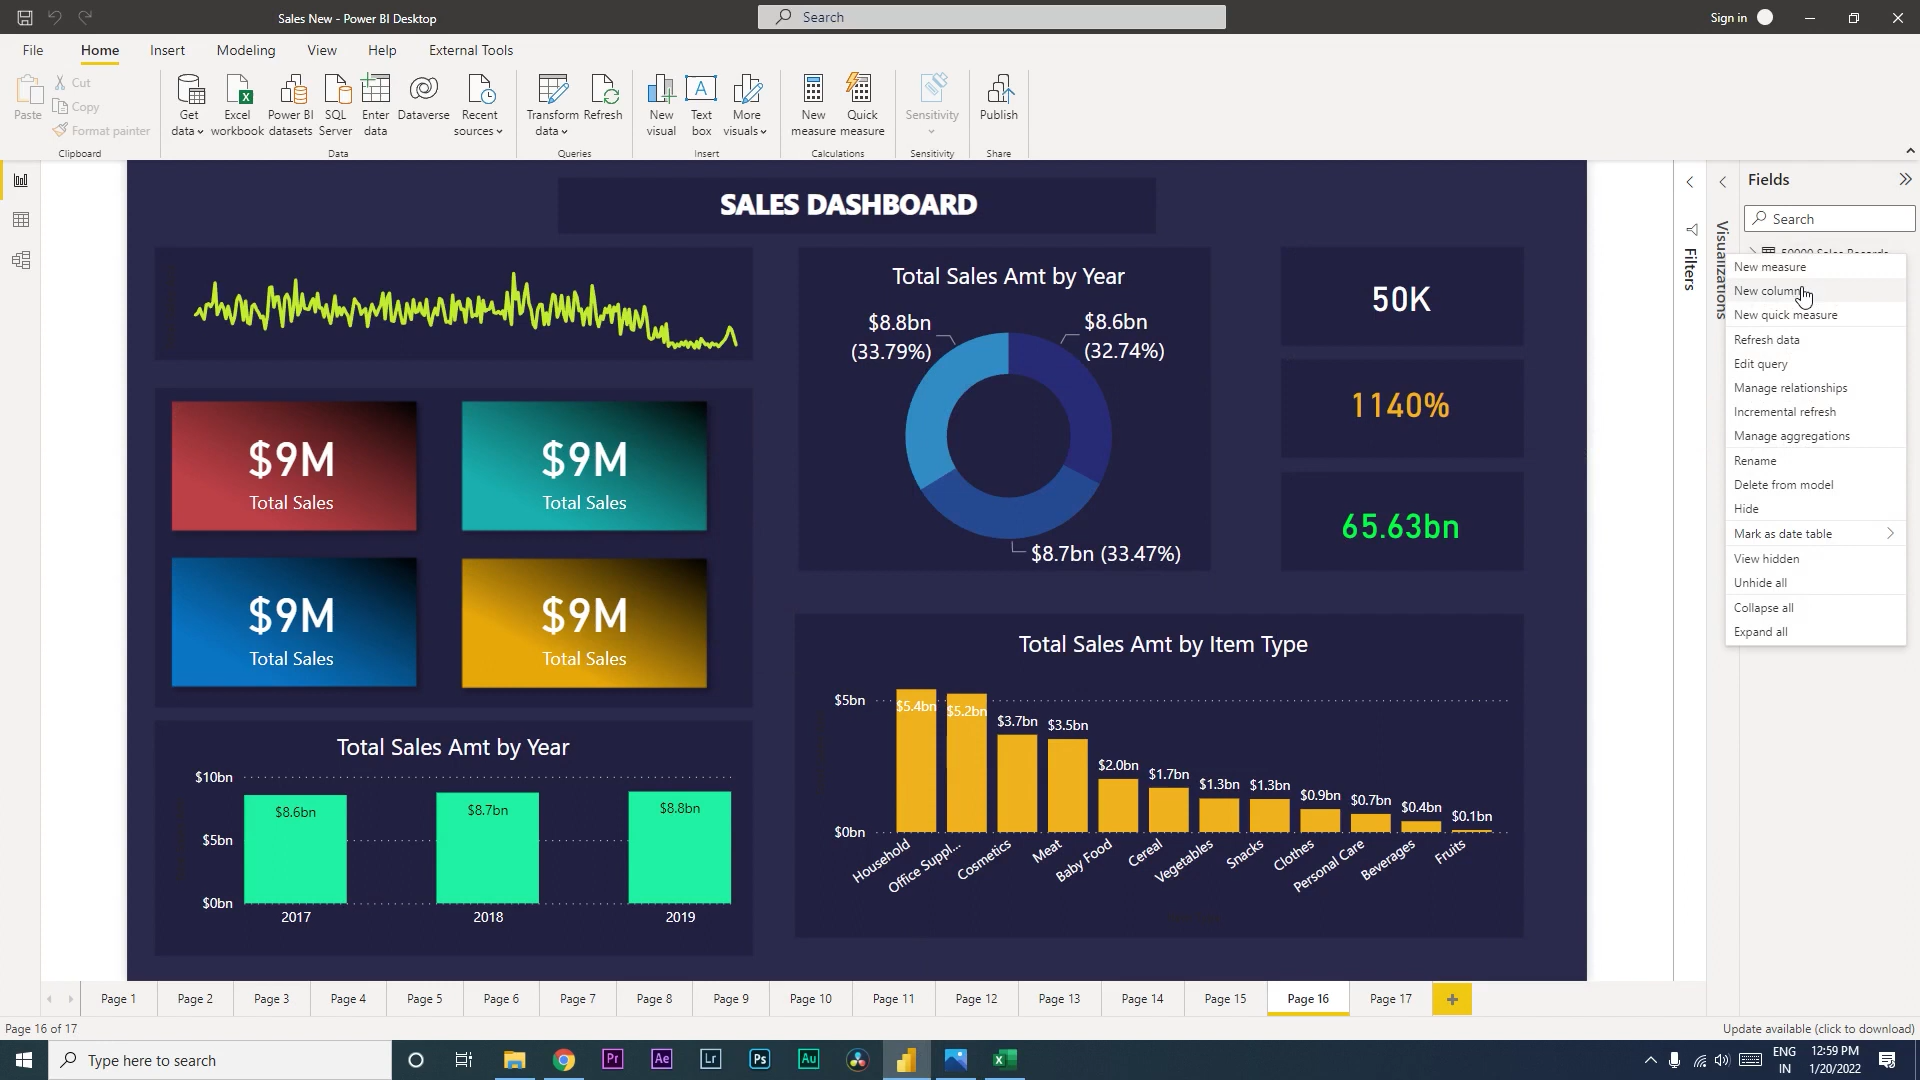 Sales New - Power BI Desktop
Search
Sign in
File
Home
Insert
Modeling
View
Help
External Tools
Paste
Cut
Copy
Format painter
Clipboard
Get data
Excel workbook
Power BI datasets
SQL Server
Enter data
Dataverse
Recent sources
Data
Transform data
Refresh
Queries
New visual
Text box
More visuals
Insert
New measure
Quick measure
Calculations
Sensitivity
Sensitivity
Publish
Share
SALES DASHBOARD
$9M
Total Sales
$9M
Total Sales
$9M
Total Sales
$9M
Total Sales
Total Sales Amt by Year
$10bn
$5bn
$0bn
$8.6bn
$8.7bn
$8.8bn
2017
2018
2019
Total Sales Amt by Year
$8.8bn
(33.79%)
$8.6bn
(32.74%)
$8.7bn (33.47%)
50K
1140%
65.63bn
Total Sales Amt by Item Type
$5bn
$0bn
$5.4bn
$5.2bn
$3.7bn
$3.5bn
$2.0bn
$1.7bn
$1.3bn
$1.3bn
$0.9bn
$0.7bn
$0.4bn
$0.1bn
Household
Office Suppl...
Cosmetics
Meat
Baby Food
Cereal
Vegetables
Snacks
Clothes
Personal Care
Beverages
Fruits
Filters
Visualizations
Fields
Search
50000 Sales Records
New measure
New column
New quick measure
Refresh data
Edit query
Manage relationships
Incremental refresh
Manage aggregations
Rename
Delete from model
Hide
Mark as date table
View hidden
Unhide all
Collapse all
Expand all
Page 1
Page 2
Page 3
Page 4
Page 5
Page 6
Page 7
Page 8
Page 9
Page 10
Page 11
Page 12
Page 13
Page 14
Page 15
Page 16
Page 17
Page 16 of 17
Update available (click to download)
Type here to search
Pr
Ae
Lr
Ps
Au
ENG
IN
12:59 PM
1/20/2022